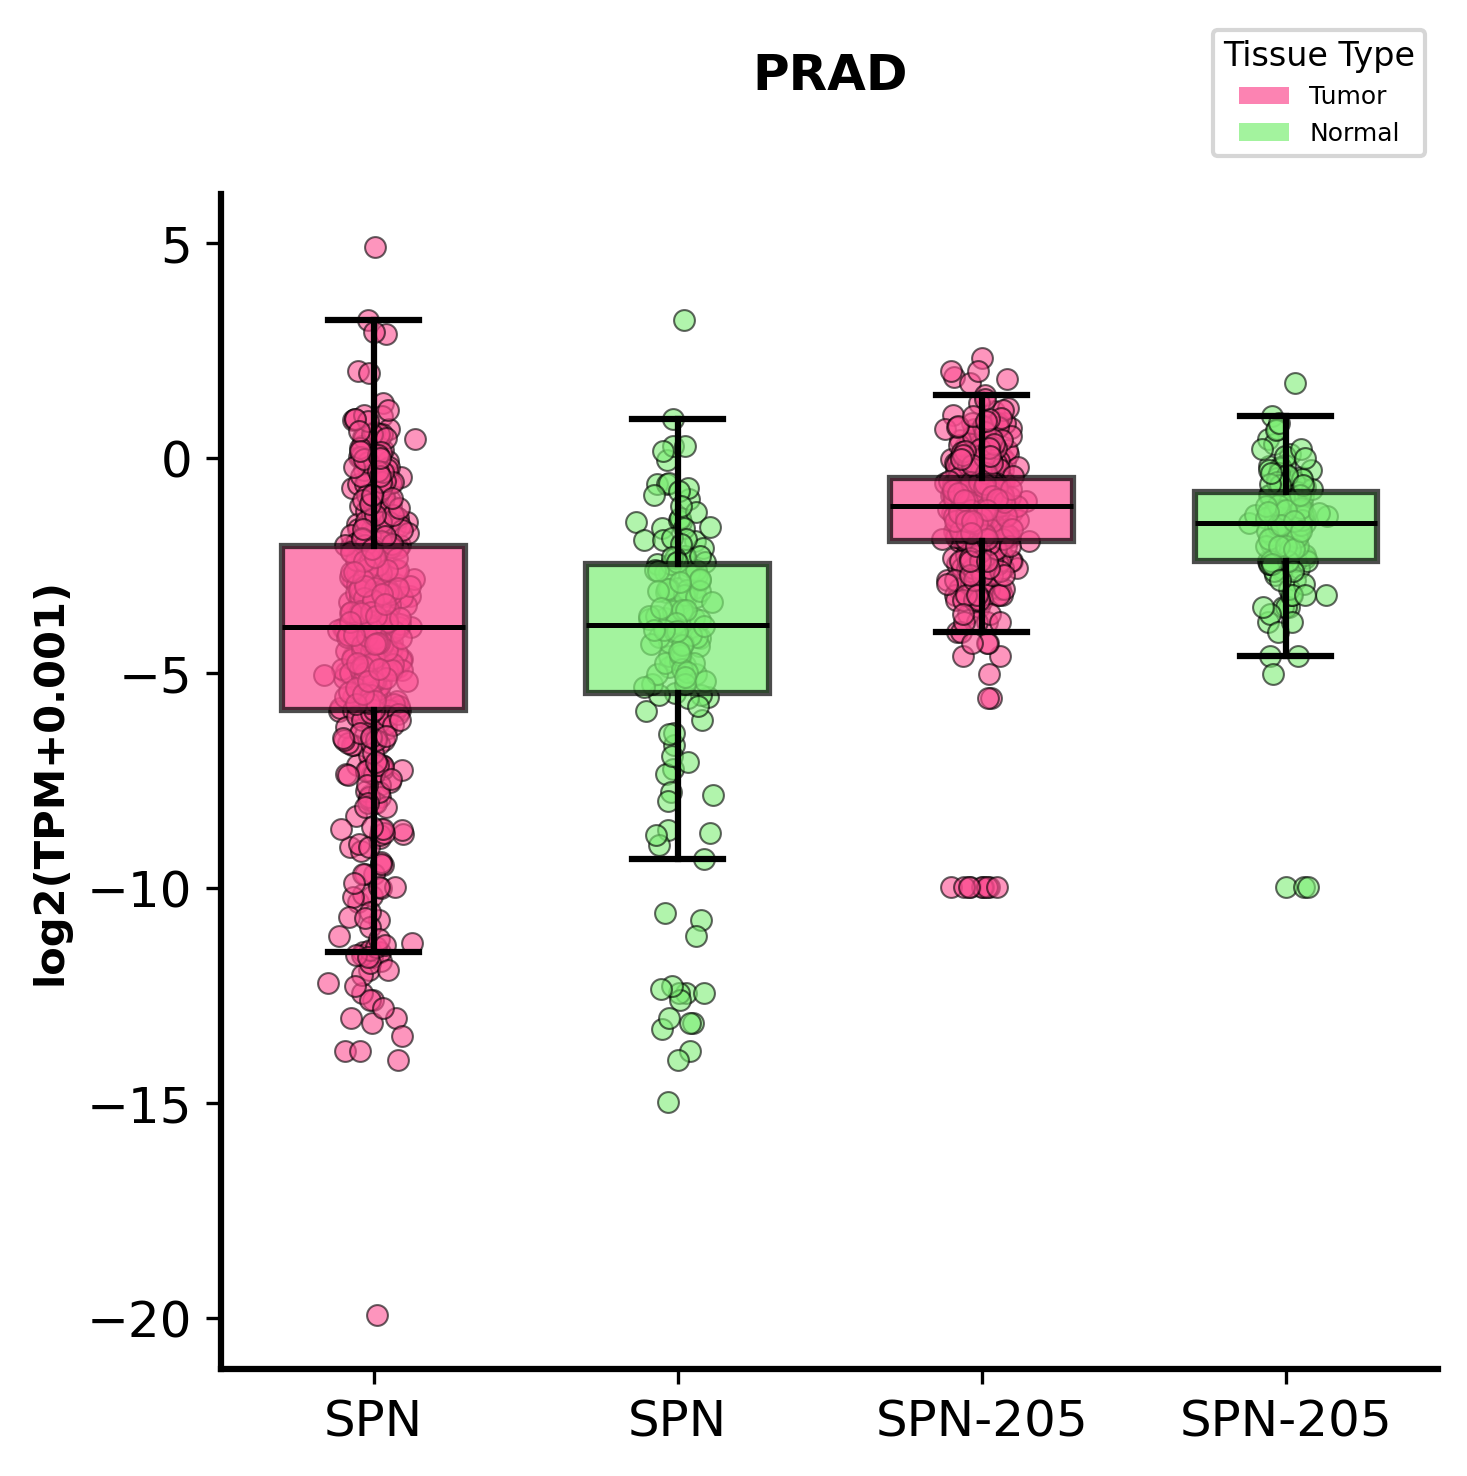 PRAD
Tissue Type
Tumor
Normal
log2(TPM+0.001)
5
0
−5
−10
−15
−20
SPN SPN SPN-205 SPN-205